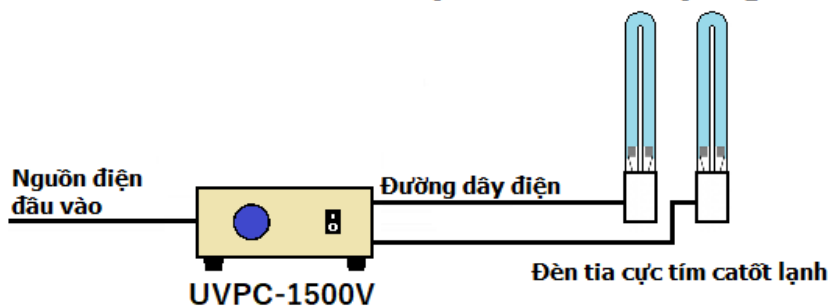 Nguồn điện
đầu vào
Đường dây điện
Đèn tia cực tím catốt lạnh
UVPC-1500V